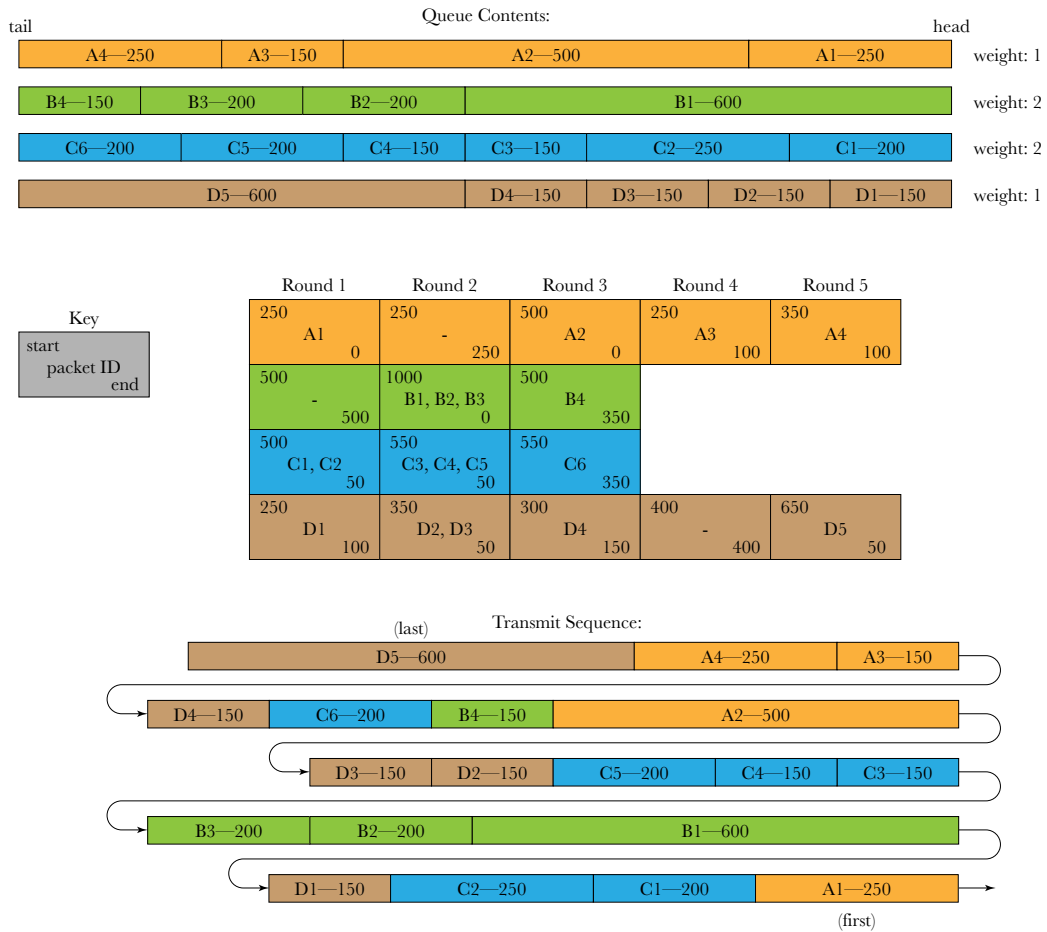 Queue Contents:
tail head
A4—250 A3—150 A2—500 A1—250 weight: 1
B4—150 B3—200 B2—200 B1—600 weight: 2
C6—200 C5—200 C4—150 C3—150 C2—250 C1—200 weight: 2
D5—600 D4—150 D3—150 D2—150 D1—150 weight: 1
Round 1 Round 2 Round 3 Round 4 Round 5
Key
start
packet ID
end
250 250 500 250 350
A1 - A2 A3 A4
0 250 0 100 100
500 1000 500
- B1, B2, B3 B4
500 0 350
500 550 550
C1, C2 C3, C4, C5 C6
50 50 350
250 350 300 400 650
D1 D2, D3 D4 - D5
100 50 150 400 50
Transmit Sequence:
(last)
D5—600 A4—250 A3—150
D4—150 C6—200 B4—150 A2—500
D3—150 D2—150 C5—200 C4—150 C3—150
B3—200 B2—200 B1—600
D1—150 C2—250 C1—200 A1—250
(first)